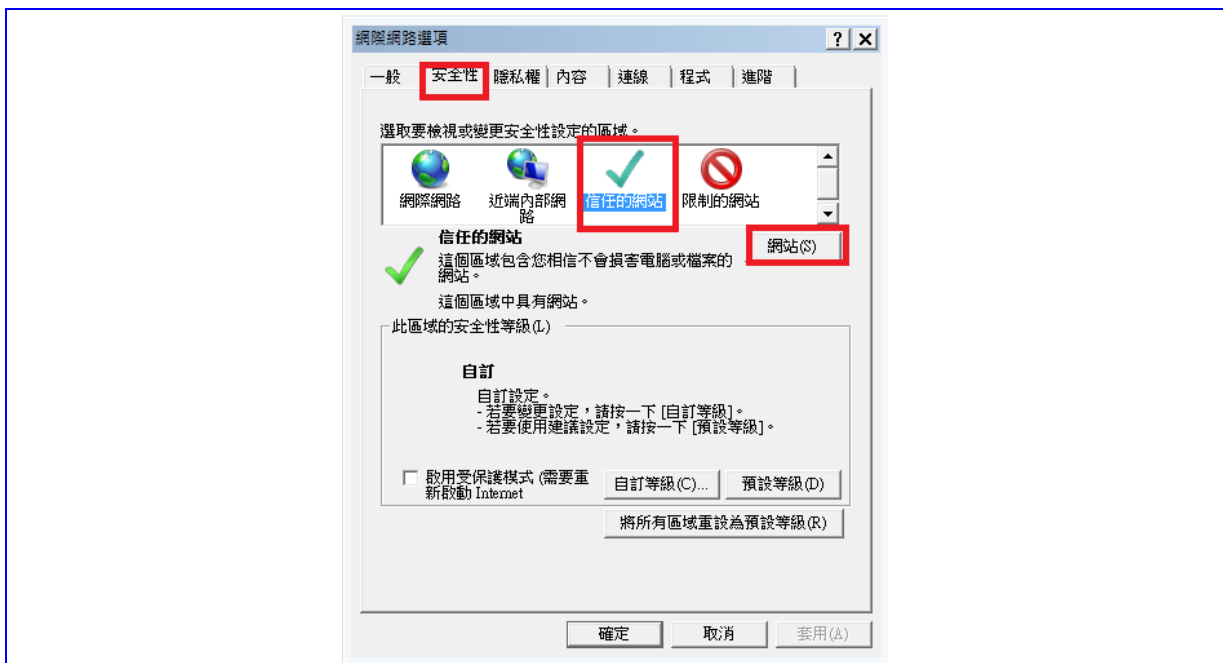 網際網路選項
一般 安全性 隱私權 內容 連線 程式 進階
選取要檢視或變更安全性設定的區域。
網際網路 近端內部網路 信任的網站 限制的網站
信任的網站
網站(S)
這個區域包含您相信不會損害電腦或檔案的
網站。
這個區域中具有網站。
此區域的安全性等級(L)
自訂
自訂設定。
- 若要變更設定，請按一下 [自訂等級]。
- 若要使用建議設定，請按一下 [預設等級]。
啟用受保護模式 (需要重
新啟動 Internet
自訂等級(C)... 預設等級(D)
將所有區域重設為預設等級(R)
確定 取消 套用(A)